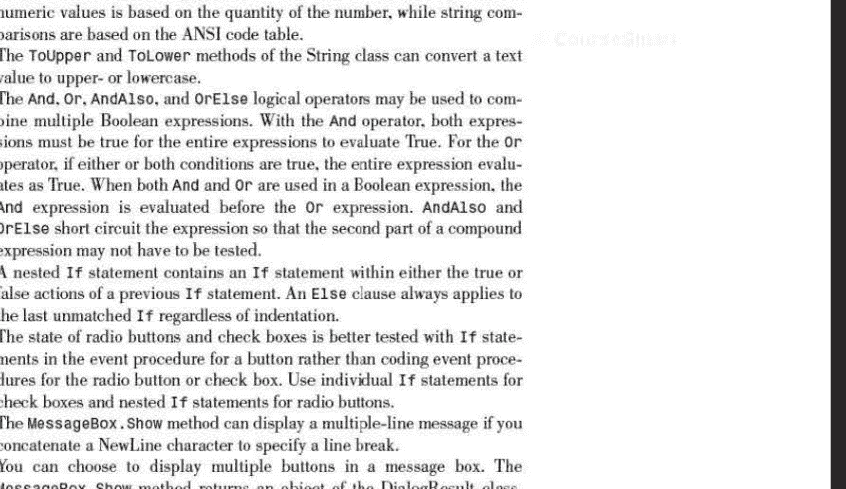 numeric values is based on the quantity of the number, while string com-
parisons are based on the ANSI code table.
CourseSmart
The ToUpper and ToLower methods of the String class can convert a text
value to upper- or lowercase.
The And, Or, AndAlso, and OrElse logical operators may be used to com-
bine multiple Boolean expressions. With the And operator, both expres-
sions must be true for the entire expressions to evaluate True. For the Or
operator, if either or both conditions are true, the entire expression evalu-
ates as True. When both And and Or are used in a Boolean expression, the
And expression is evaluated before the Or expression. AndAlso and
OrElse short circuit the expression so that the second part of a compound
expression may not have to be tested.
A nested If statement contains an If statement within either the true or
false actions of a previous If statement. An Else clause always applies to
the last unmatched If regardless of indentation.
The state of radio buttons and check boxes is better tested with If state-
ments in the event procedure for a button rather than coding event proce-
dures for the radio button or check box. Use individual If statements for
check boxes and nested If statements for radio buttons.
The MessageBox.Show method can display a multiple-line message if you
concatenate a NewLine character to specify a line break.
You can choose to display multiple buttons in a message box. The
MessageBox.Show method returns an object of the DialogResult class,